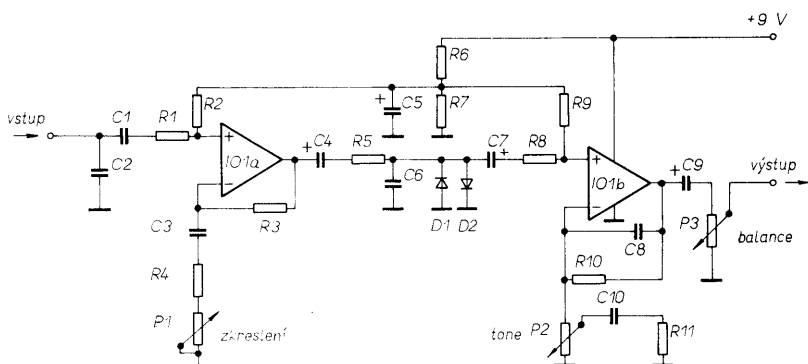 +9 V
R6
vstup
C1
R1
R2
C5
R7
R9
C2
IO1a
C4
R5
C7
R8
C6
D1
D2
IO1b
C9
výstup
C3
R3
C8
P3
balance
R4
R10
P1
zkreslení
tone
P2
C10
R11